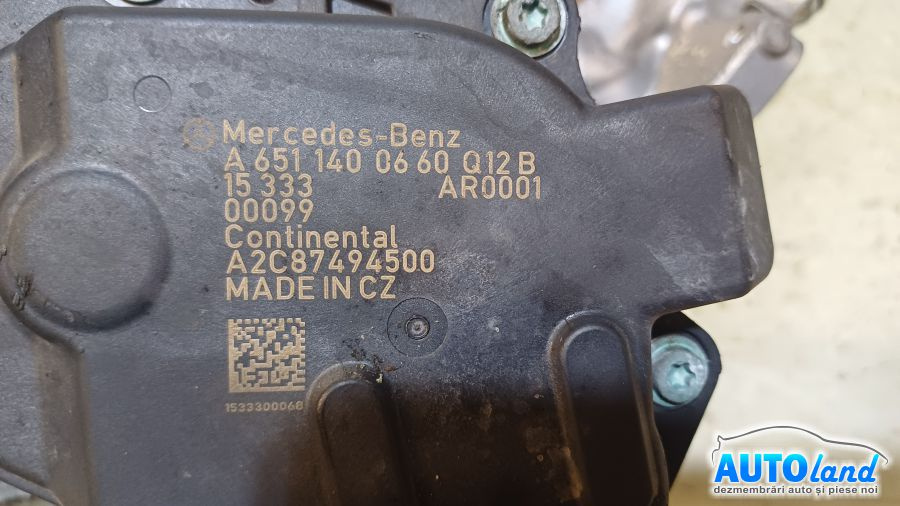 Mercedes-Benz
A 651 140 06 60 Q12 B
15 333 AR0001
00099
Continental
A2C87494500
MADE IN CZ
1533300068
AUTOland
dezmembrări auto și piese noi